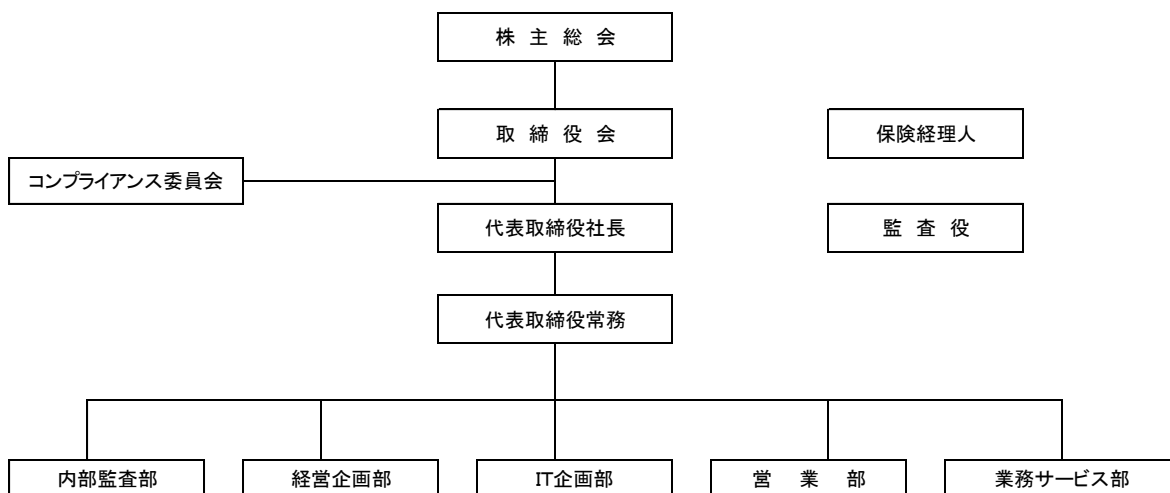 株 主 総 会
取 締 役 会
保険経理人
コンプライアンス委員会
代表取締役社長
監 査 役
代表取締役常務
内部監査部
経営企画部
IT企画部
営 業 部
業務サービス部